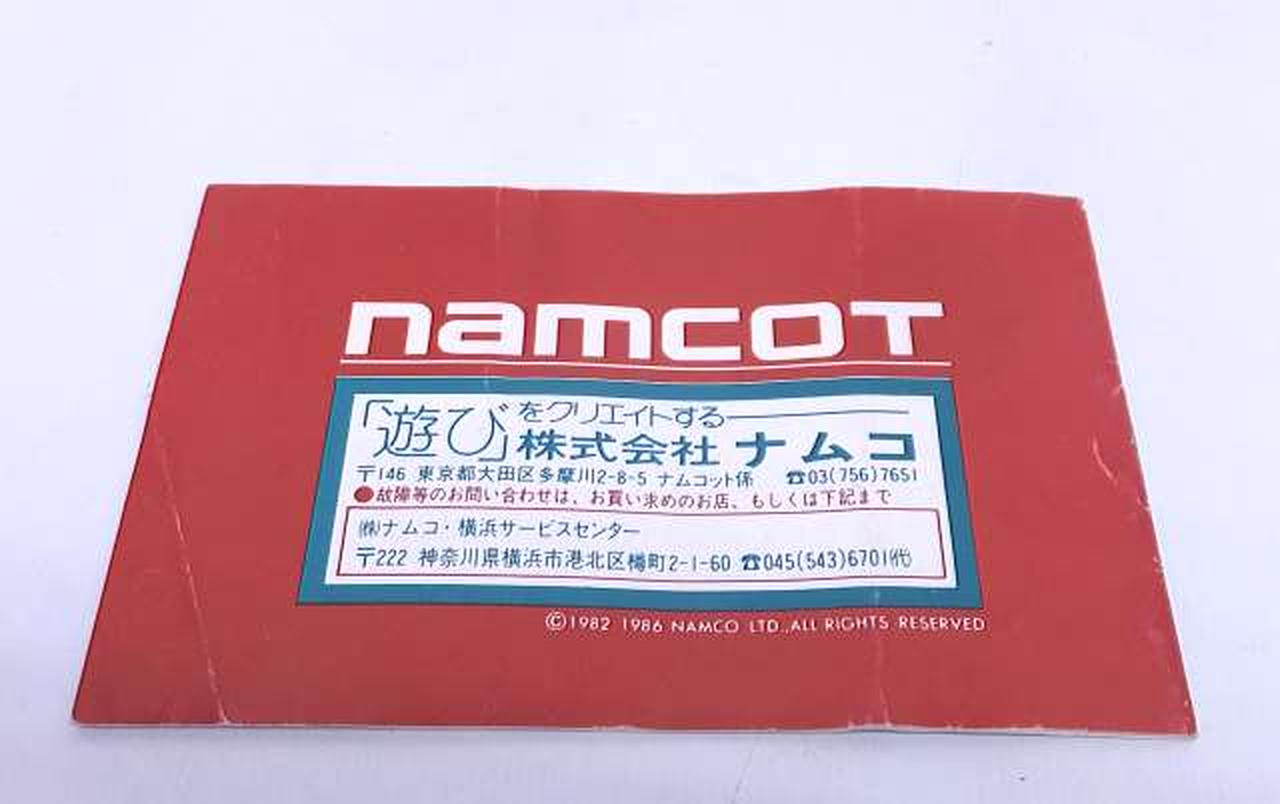 namcoT
「遊び」をクリエイトする
株式会社 ナムコ
〒146 東京都大田区多摩川2-8-5 ナムコット係 ☎03(756)7651
●故障等のお問い合わせは、お買い求めのお店、もしくは下記まで
㈱ナムコ・横浜サービスセンター
〒222 神奈川県横浜市港北区樽町2-1-60 ☎045(543)6701㈹
©1982 1986 NAMCO LTD.,ALL RIGHTS RESERVED